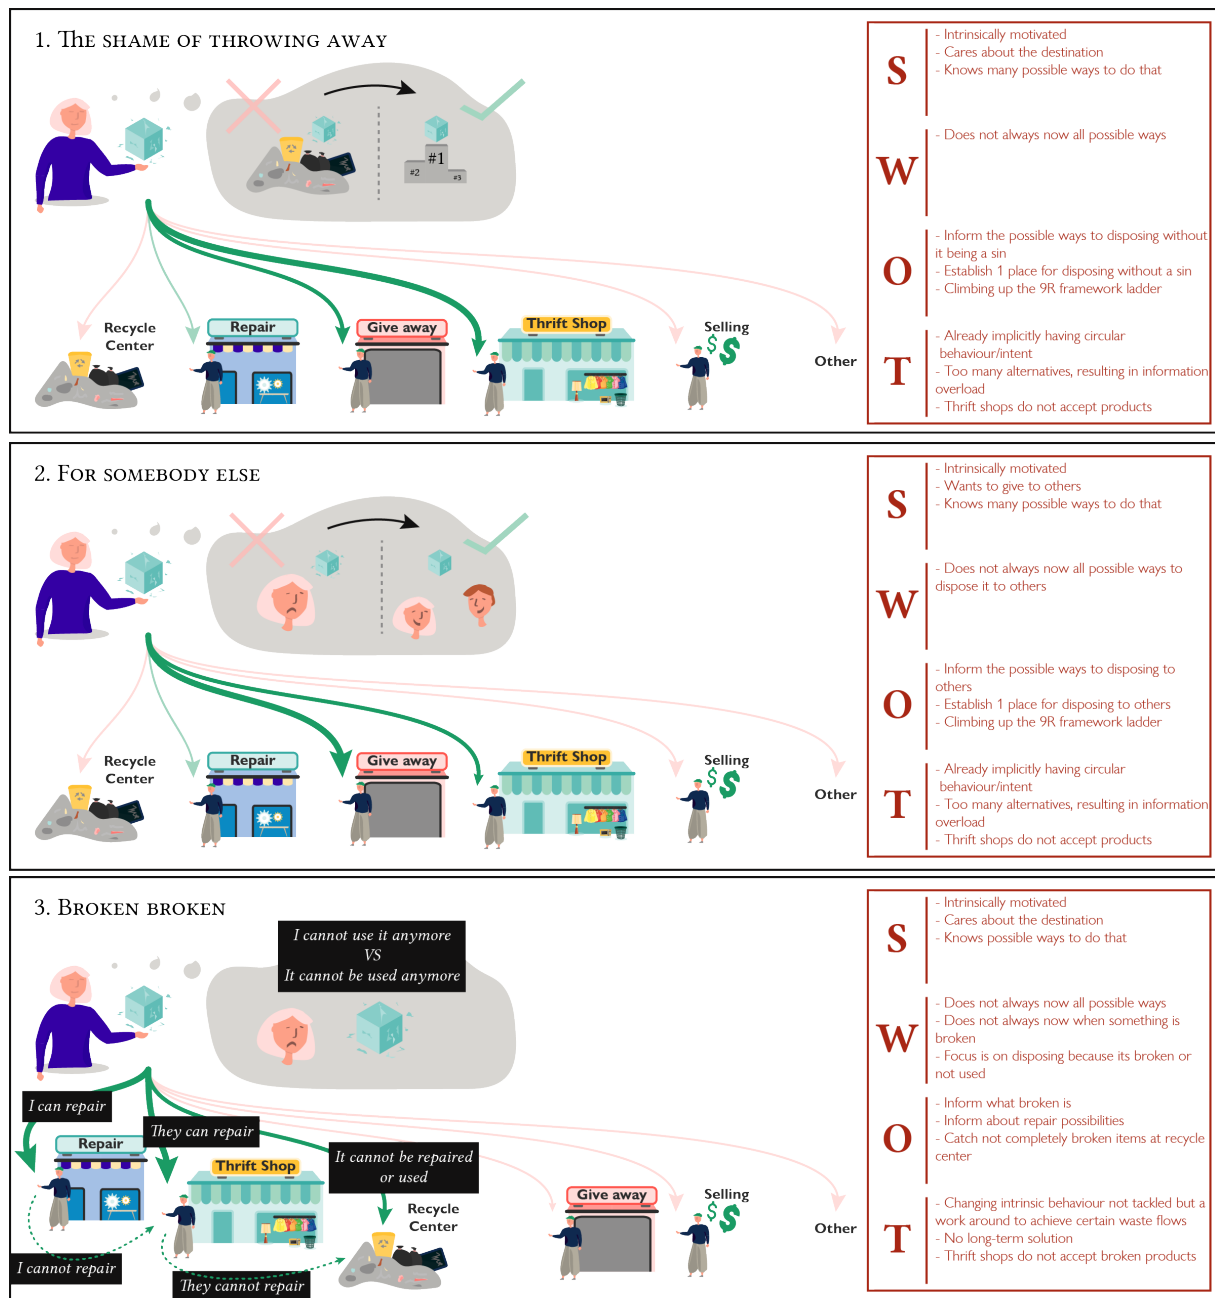 1. The shame of throwing away
#1
#2
#3
Recycle
Center
Repair
Give away
Thrift Shop
Selling
$$
Other
S
- Intrinsically motivated
- Cares about the destination
- Knows many possible ways to do that
W
- Does not always now all possible ways
O
- Inform the possible ways to disposing without
it being a sin
- Establish 1 place for disposing without a sin
- Climbing up the 9R framework ladder
T
- Already implicitly having circular
behaviour/intent
- Too many alternatives, resulting in information
overload
- Thrift shops do not accept products
2. For somebody else
Recycle
Center
Repair
Give away
Thrift Shop
Selling
$$
Other
S
- Intrinsically motivated
- Wants to give to others
- Knows many possible ways to do that
W
- Does not always now all possible ways to
dispose it to others
O
- Inform the possible ways to disposing to
others
- Establish 1 place for disposing to others
- Climbing up the 9R framework ladder
T
- Already implicitly having circular
behaviour/intent
- Too many alternatives, resulting in information
overload
- Thrift shops do not accept products
3. Broken broken
I cannot use it anymore
VS
It cannot be used anymore
I can repair
They can repair
It cannot be repaired
or used
Repair
Thrift Shop
Recycle
Center
Give away
Selling
$$
Other
I cannot repair
They cannot repair
S
- Intrinsically motivated
- Cares about the destination
- Knows possible ways to do that
W
- Does not always now all possible ways
- Does not always now when something is
broken
- Focus is on disposing because its broken or
not used
O
- Inform what broken is
- Inform about repair possibilities
- Catch not completely broken items at recycle
center
T
- Changing intrinsic behaviour not tackled but a
work around to achieve certain waste flows
- No long-term solution
- Thrift shops do not accept broken products